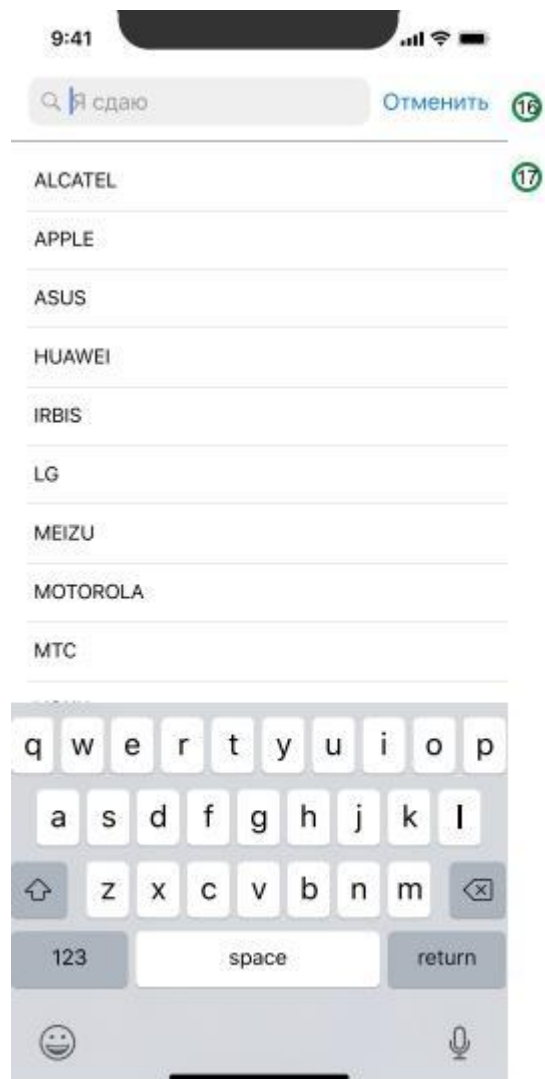 9:41
Я сдаю Отменить 16
17
ALCATEL
APPLE
ASUS
HUAWEI
IRBIS
LG
MEIZU
MOTOROLA
MTC
q w e r t y u i o p
a s d f g h j k l
z x c v b n m
123 space return